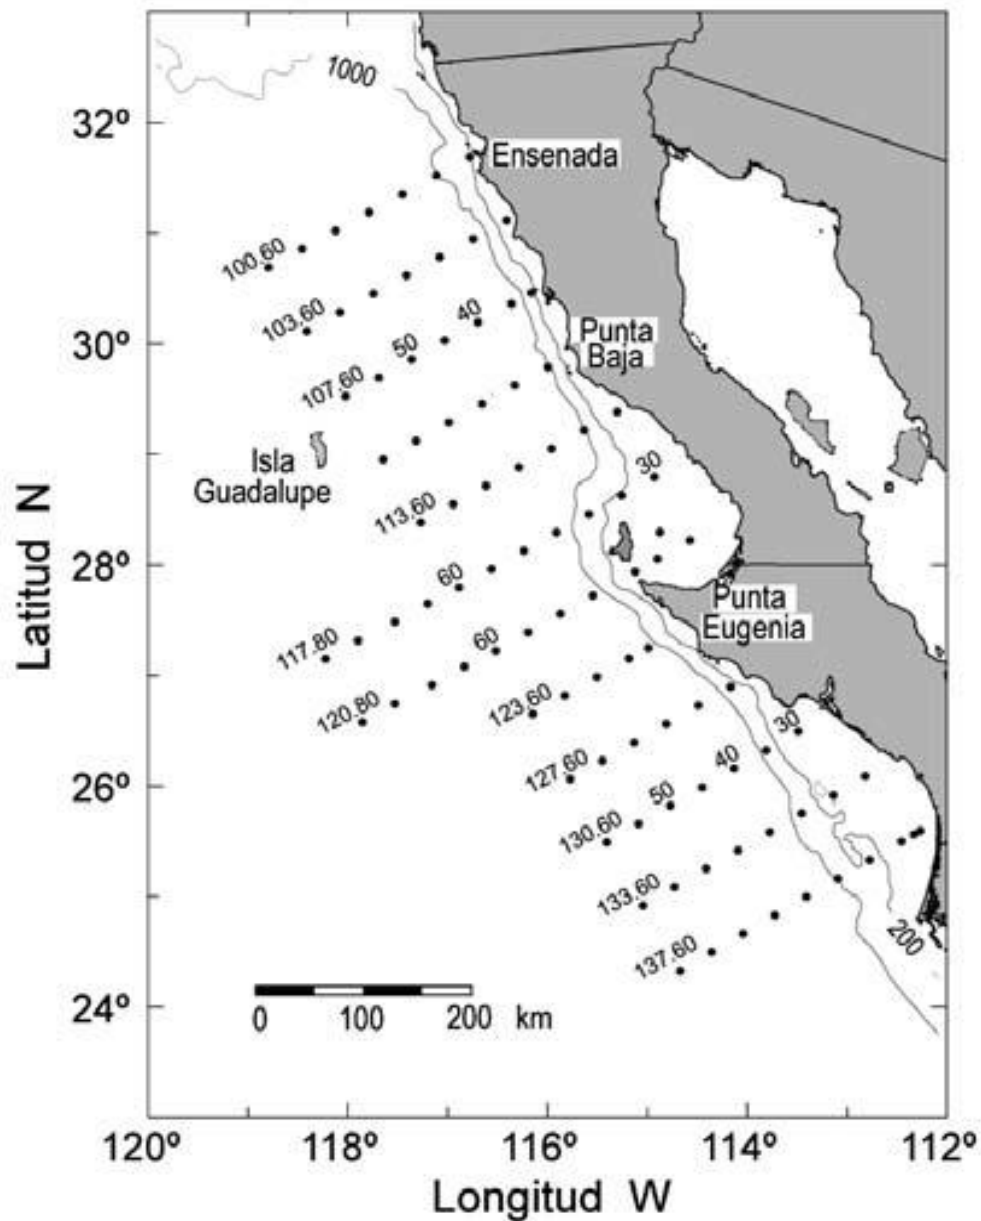 1000
32º
Ensenada
100.60
103.60
40
30º
Punta
Baja
50
107.60
Isla
Guadalupe
30
113.60
28º
60
Punta
Eugenia
117.80
60
120.80
123.60
30
127.60
40
26º
50
130.60
133.60
200
137.60
24º
0 100 200 km
120º 118º 116º 114º 112º
Longitud W
Latitud N